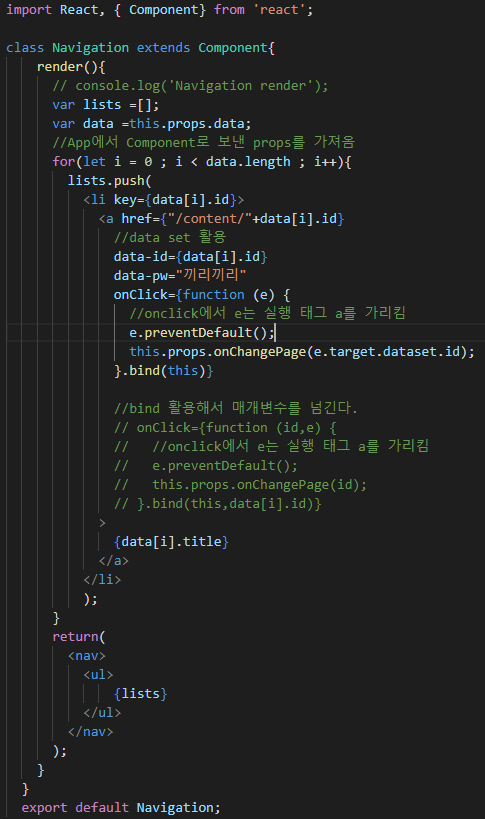 import React, { Component} from 'react';
class Navigation extends Component{
render(){
// console.log('Navigation render');
var lists =[];
var data =this.props.data;
//App에서 Component로 보낸 props를 가져옴
for(let i = 0 ; i < data.length ; i++){
lists.push(
<li key={data[i].id}>
<a href={"/content/"+data[i].id}
//data set 활용
data-id={data[i].id}
data-pw="끼리끼리"
onClick={function (e) {
//onclick에서 e는 실행 태그 a를 가리킴
e.preventDefault();
this.props.onChangePage(e.target.dataset.id);
}.bind(this)}
//bind 활용해서 매개변수를 넘긴다.
// onClick={function (id,e) {
//   //onclick에서 e는 실행 태그 a를 가리킴
//   e.preventDefault();
//   this.props.onChangePage(id);
// }.bind(this,data[i].id)}
>
{data[i].title}
</a>
</li>
);
}
return(
<nav>
<ul>
{lists}
</ul>
</nav>
);
}
}
export default Navigation;